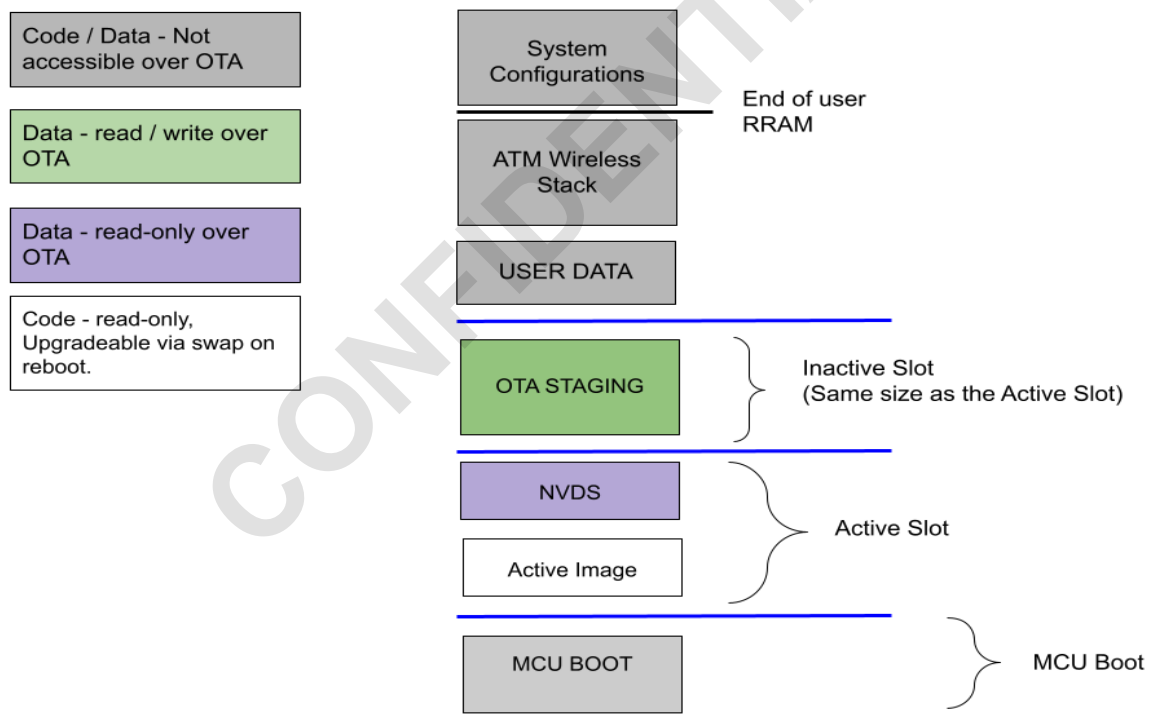 Code / Data - Not
accessible over OTA
Data - read / write over
OTA
Data - read-only over
OTA
Code - read-only,
Upgradeable via swap on
reboot.
System
Configurations
End of user
RRAM
ATM Wireless
Stack
USER DATA
OTA STAGING
Inactive Slot
(Same size as the Active Slot)
NVDS
Active Slot
Active Image
MCU BOOT
MCU Boot
CONFIDENTI